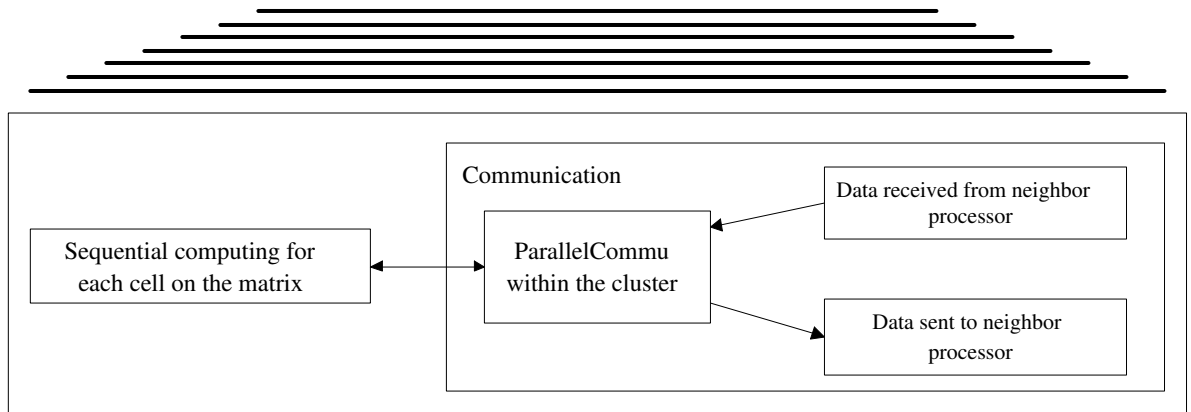 Communication
Data received from neighbor
processor
Sequential computing for
each cell on the matrix
ParallelCommu
within the cluster
Data sent to neighbor
processor